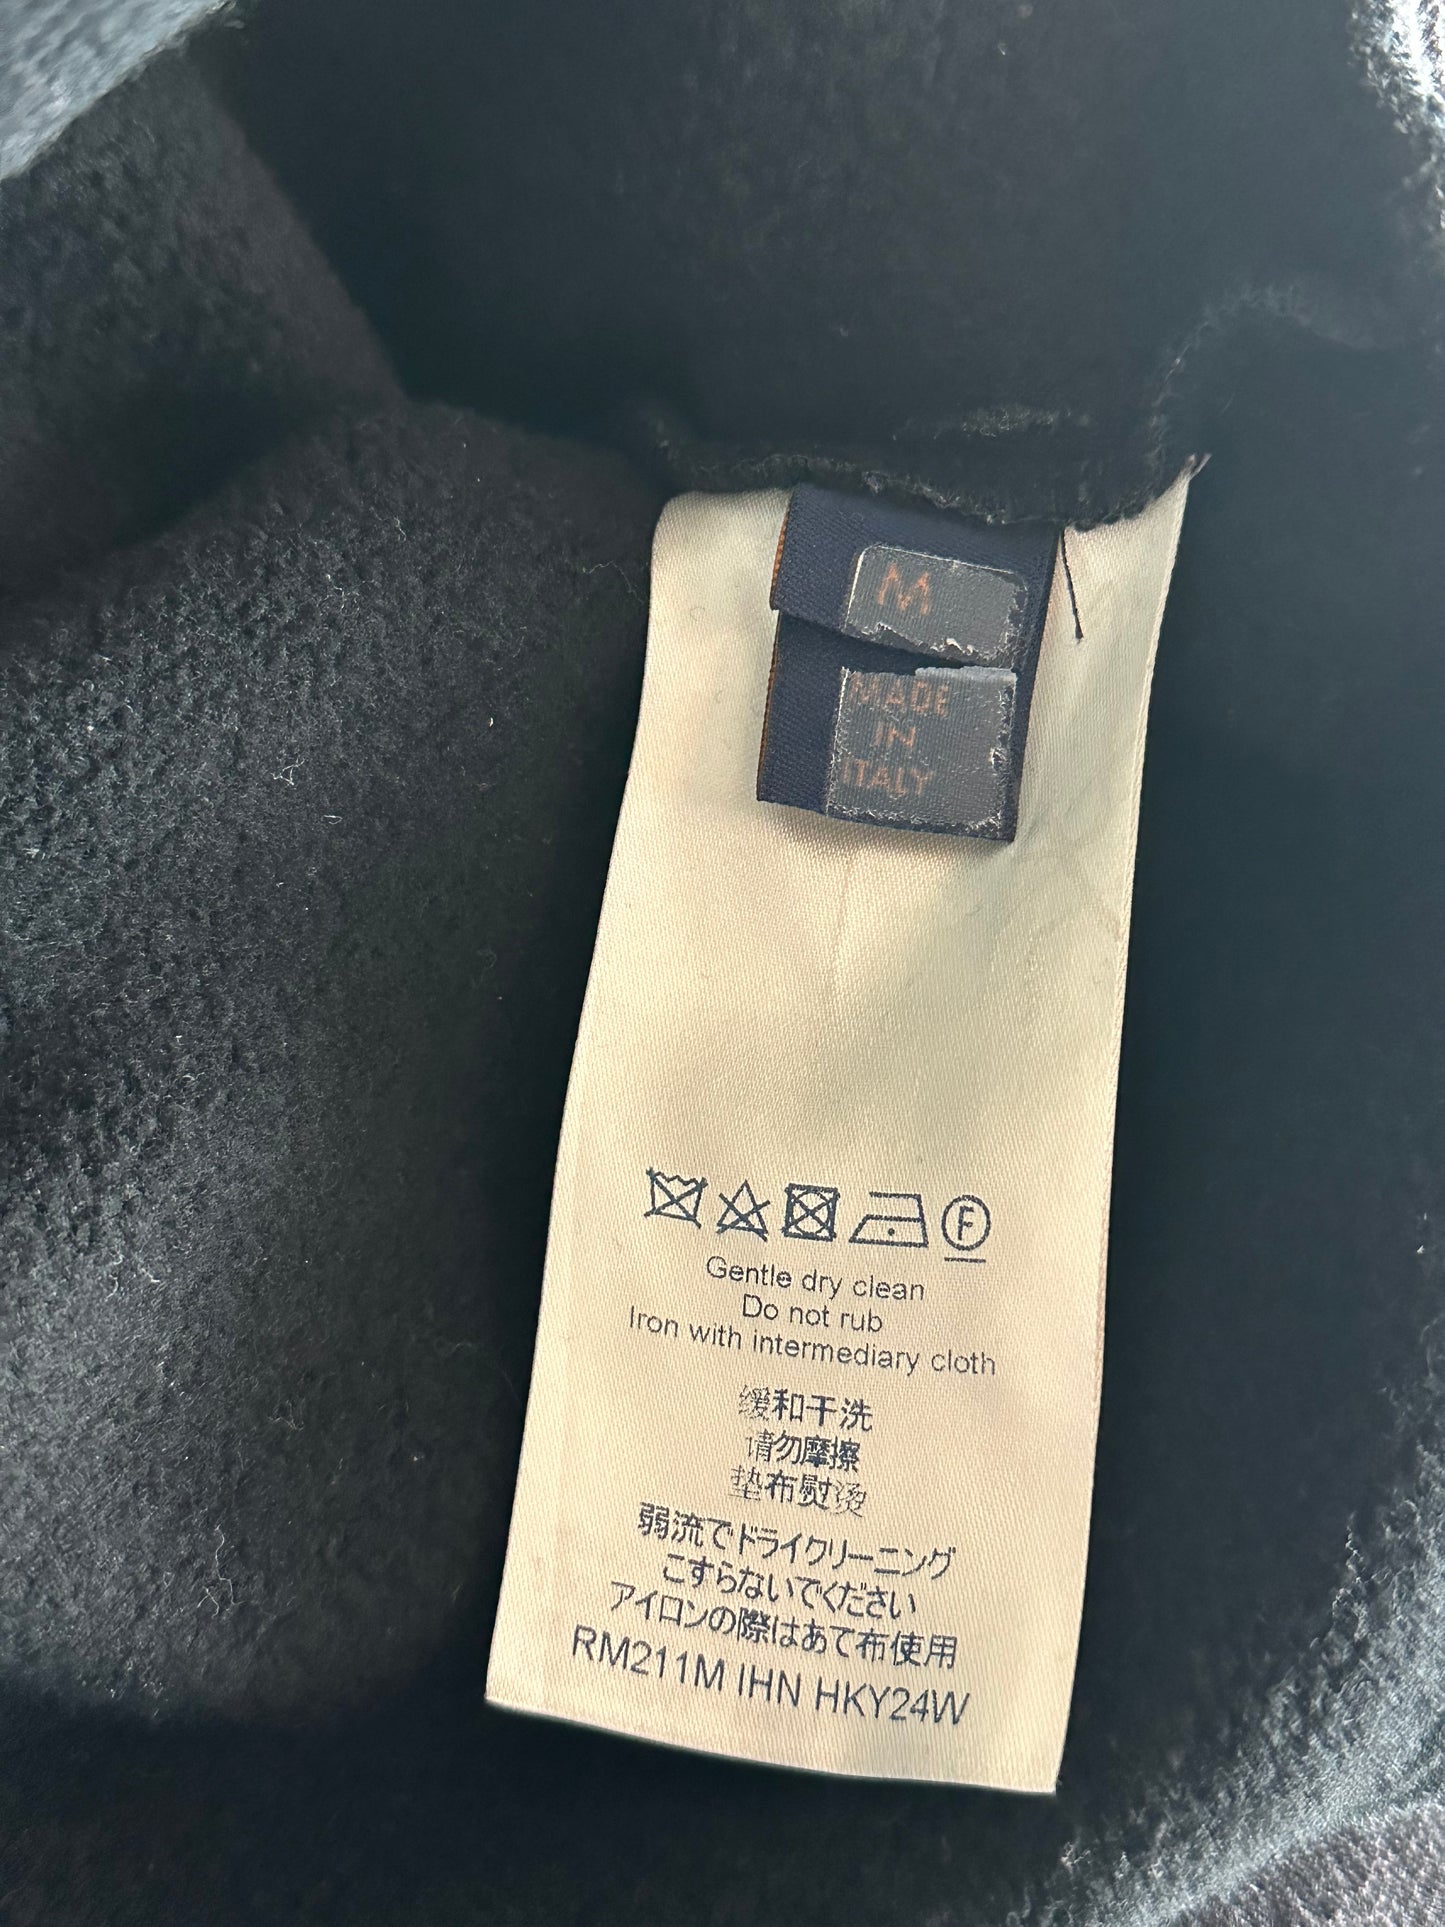 M
MADE
IN
ITALY
F
Gentle dry clean
Do not rub
Iron with intermediary cloth
缓和干洗
请勿摩擦
垫布熨烫
弱流でドライクリーニング
こすらないでください
アイロンの際はあて布使用
RM211M IHN HKY24W